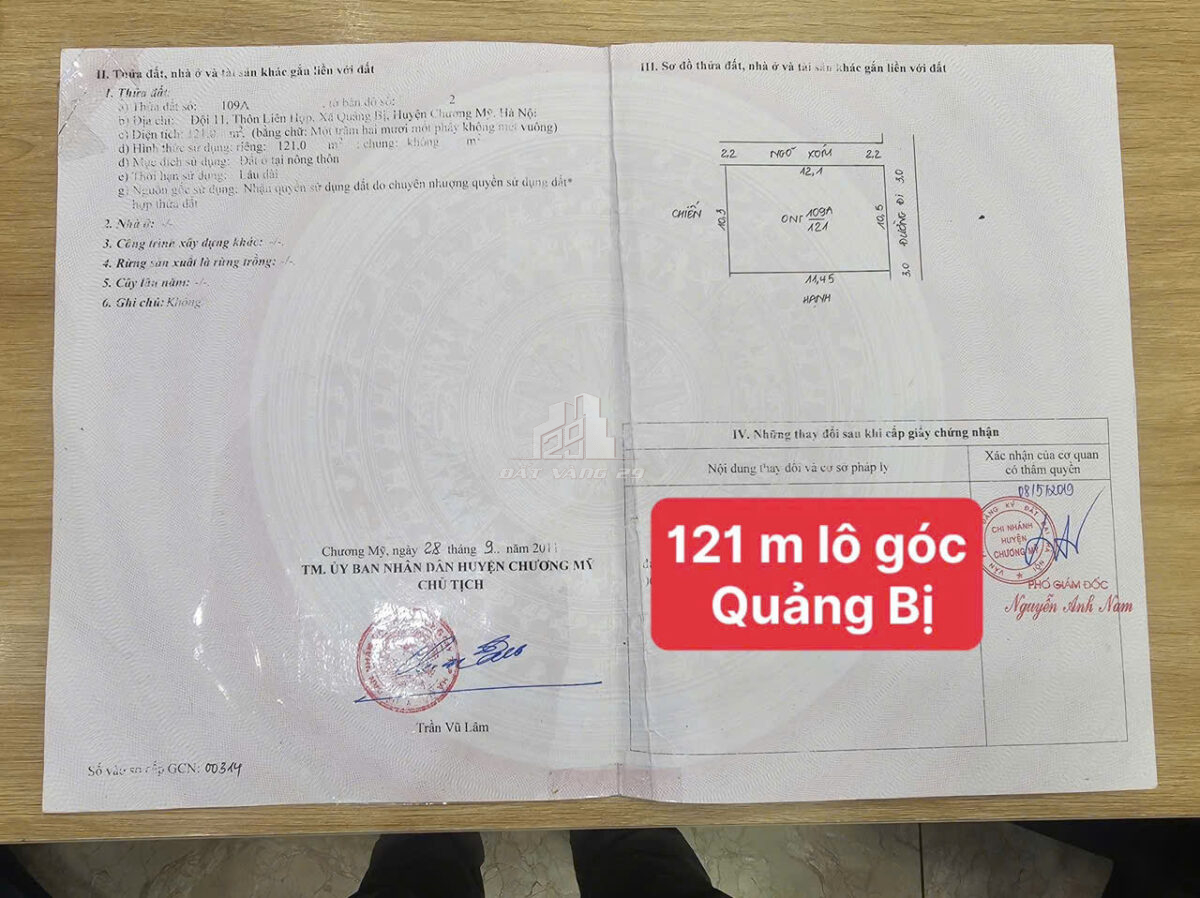 II. Thửa đất, nhà ở và tài sản khác gắn liền với đất
1. Thửa đất:
a) Thửa đất số: 109A , tờ bản đồ số: 2
b) Địa chỉ: Đội 11, Thôn Liên Hợp, Xã Quảng Bị, Huyện Chương Mỹ, Hà Nội
c) Diện tích: 121.0 m². (bằng chữ: Một trăm hai mươi mốt phẩy không mét vuông)
d) Hình thức sử dụng: riêng: 121.0 m² ; chung: không m²
đ) Mục đích sử dụng: Đất ở tại nông thôn
e) Thời hạn sử dụng: Lâu dài
g) Nguồn gốc sử dụng: Nhận quyền sử dụng đất do chuyển nhượng quyền sử dụng đất*
hợp thửa đất
2. Nhà ở: -/-
3. Công trình xây dựng khác: -/-.
4. Rừng sản xuất là rừng trồng: -/-.
5. Cây lâu năm: -/-
6. Ghi chú: Không.
Chương Mỹ, ngày 28 tháng 9.. năm 2011
TM. ỦY BAN NHÂN DÂN HUYỆN CHƯƠNG MỸ
CHỦ TỊCH
Trần Vũ Lâm
Số vào sổ cấp GCN: 00314
III. Sơ đồ thửa đất, nhà ở và tài sản khác gắn liền với đất
2.2 NGÕ XÓM 2.2
12,1
CHIẾN
10,3
ONT 109A
121
10,5
ĐƯỜNG ĐI
3.0
3.0
11,45
HẠNH
IV. Những thay đổi sau khi cấp giấy chứng nhận
Nội dung thay đổi và cơ sở pháp lý
Xác nhận của cơ quan
có thẩm quyền
08/5/2019
CHI NHÁNH
HUYỆN
CHƯƠNG MỸ
PHÓ GIÁM ĐỐC
Nguyễn Anh Nam
121 m lô góc
Quảng Bị
29
ĐẤT VÀNG 29